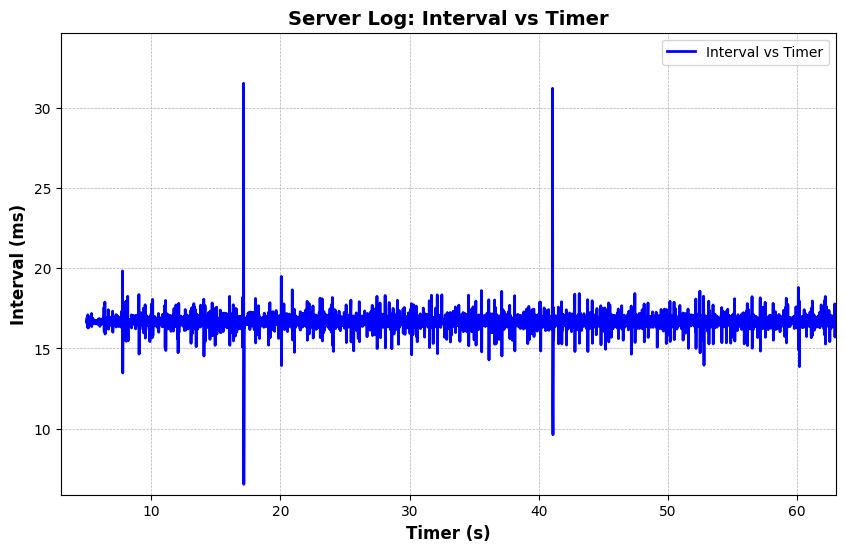 Server Log: Interval vs Timer
Interval vs Timer
Interval (ms)
30
25
20
15
10
10 20 30 40 50 60
Timer (s)